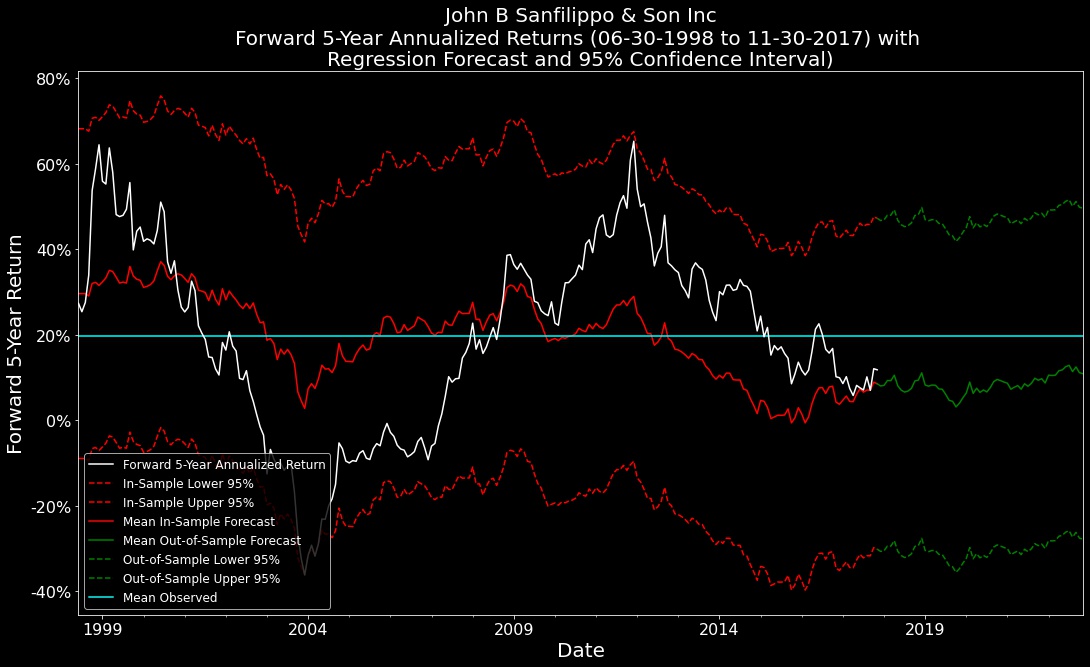 John B Sanfilippo & Son Inc
Forward 5-Year Annualized Returns (06-30-1998 to 11-30-2017) with
Regression Forecast and 95% Confidence Interval)
Forward 5-Year Return
80%
60%
40%
20%
0%
-20%
-40%
Forward 5-Year Annualized Return
In-Sample Lower 95%
In-Sample Upper 95%
Mean In-Sample Forecast
Mean Out-of-Sample Forecast
Out-of-Sample Lower 95%
Out-of-Sample Upper 95%
Mean Observed
1999 2004 2009 2014 2019
Date